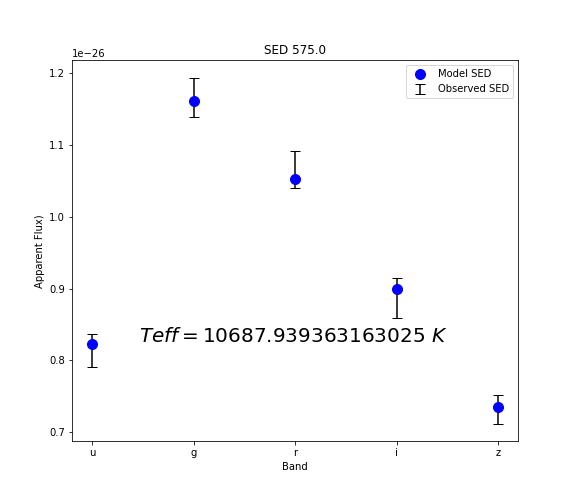 SED 575.0
1e−26
Model SED
Observed SED
1.2
1.1
1.0
0.9
0.8
0.7
Apparent Flux)
Teff = 10687.939363163025 K
u g r i z
Band